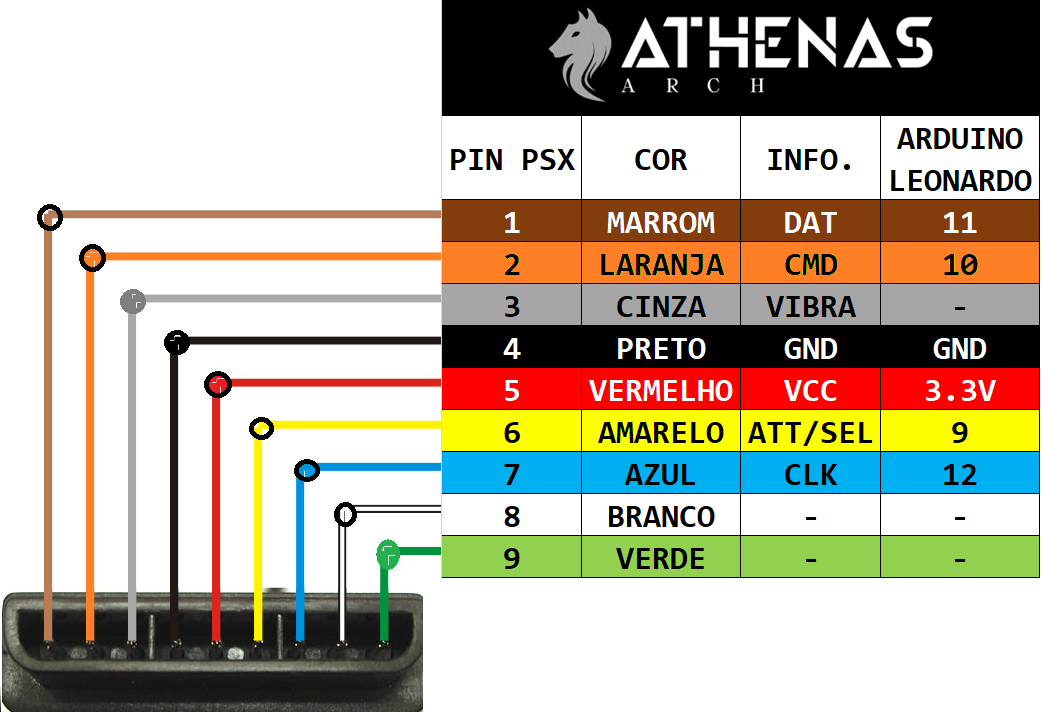 ATHENAS
ARCH
PIN PSX COR INFO. ARDUINO LEONARDO
1 MARROM DAT 11
2 LARANJA CMD 10
3 CINZA VIBRA -
4 PRETO GND GND
5 VERMELHO VCC 3.3V
6 AMARELO ATT/SEL 9
7 AZUL CLK 12
8 BRANCO - -
9 VERDE - -